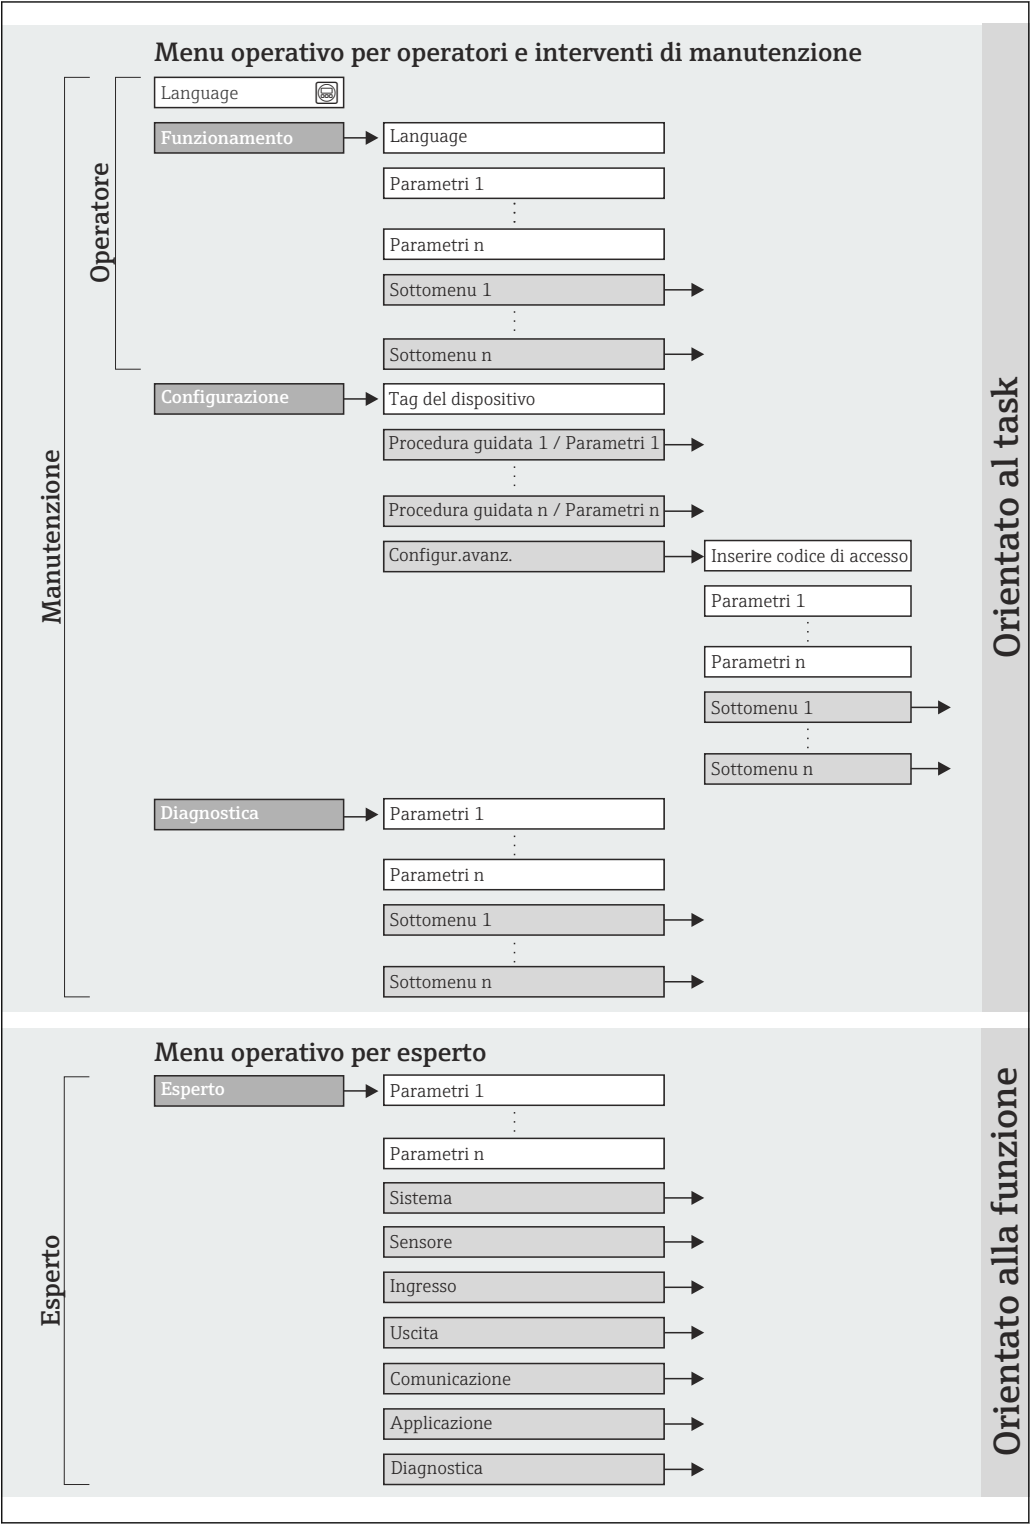 Menu operativo per operatori e interventi di manutenzione
Manutenzione
Operatore
Language
Funzionamento
Language
Parametri 1
Parametri n
Sottomenu 1
Sottomenu n
Configurazione
Tag del dispositivo
Procedura guidata 1 / Parametri 1
Procedura guidata n / Parametri n
Configur.avanz.
Inserire codice di accesso
Parametri 1
Parametri n
Sottomenu 1
Sottomenu n
Diagnostica
Parametri 1
Parametri n
Sottomenu 1
Sottomenu n
Orientato al task
Menu operativo per esperto
Esperto
Esperto
Parametri 1
Parametri n
Sistema
Sensore
Ingresso
Uscita
Comunicazione
Applicazione
Diagnostica
Orientato alla funzione